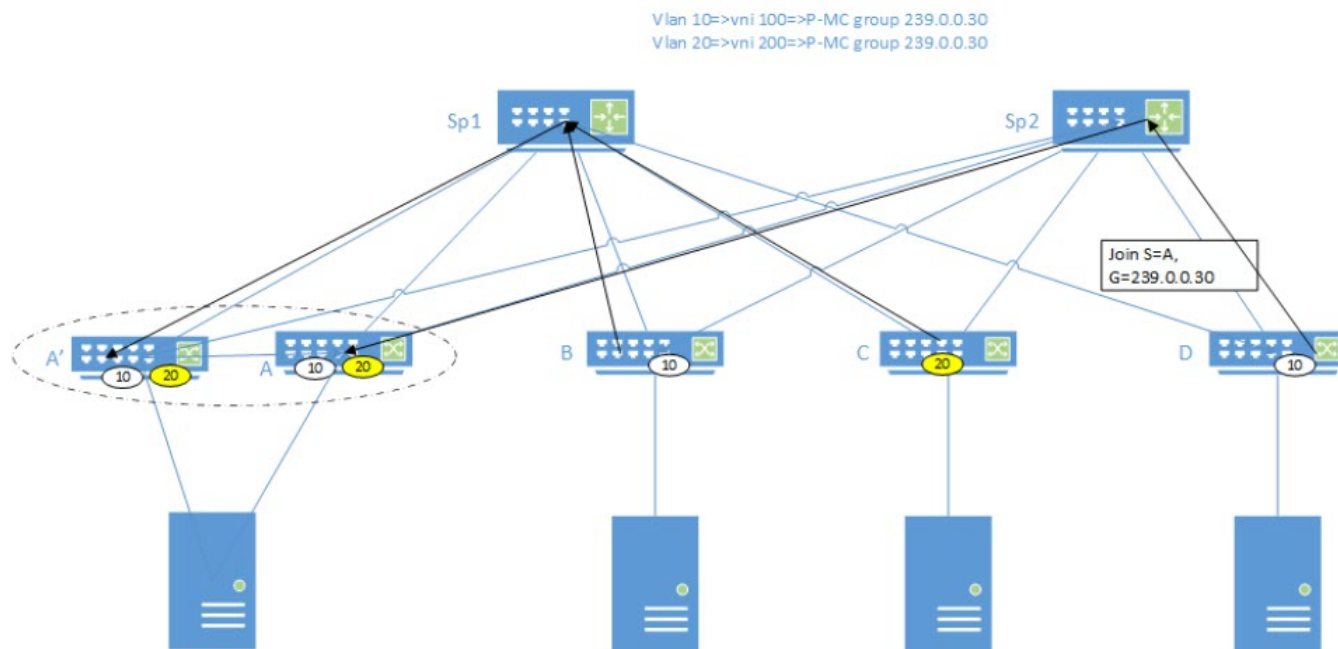 Vlan 10=>vni 100=>P-MC group 239.0.0.30
Vlan 20=>vni 200=>P-MC group 239.0.0.30
Sp1
Sp2
Join S=A,
G=239.0.0.30
A'
10
20
A
10
20
B
10
C
20
D
10